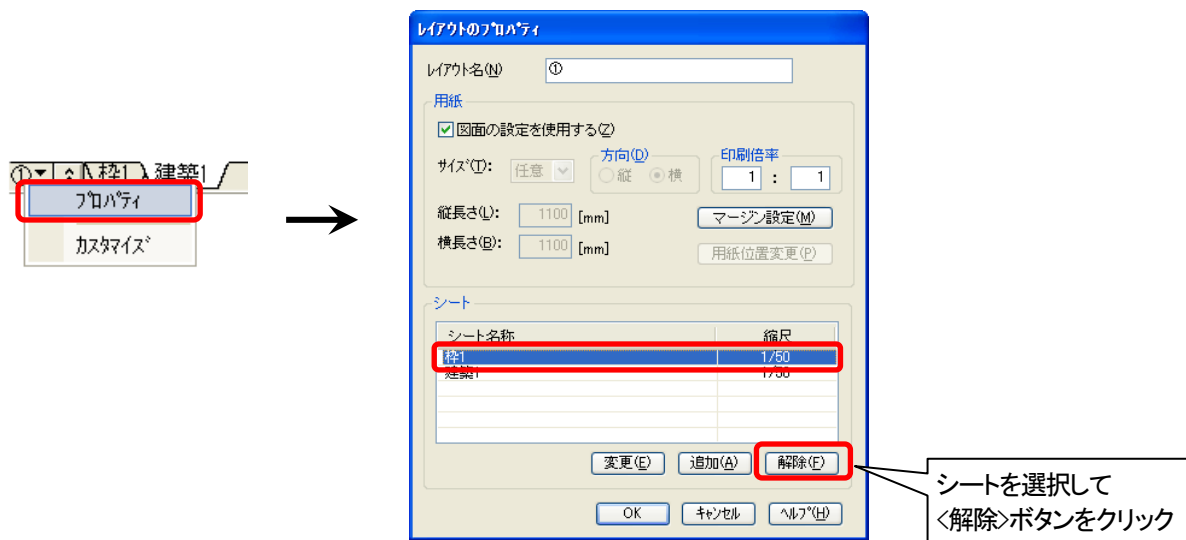 ①▼ 枠1 建築1
ﾌﾟﾛﾊﾟﾃｨ
ｶｽﾀﾏｲｽﾞ
ﾚｲｱｳﾄのﾌﾟﾛﾊﾟﾃｨ
ﾚｲｱｳﾄ名(N) ①
用紙
図面の設定を使用する(Z)
ｻｲｽﾞ(T): 任意
方向(D)
縦 横
印刷倍率
1 : 1
縦長さ(L): 1100 [mm]
マージン設定(M)
横長さ(B): 1100 [mm]
用紙位置変更(P)
シート
シート名称 縮尺
枠1 1/50
建築1 1/50
変更(E) 追加(A) 解除(F)
OK ｷｬﾝｾﾙ ﾍﾙﾌﾟ(H)
シートを選択して
<解除>ボタンをクリック